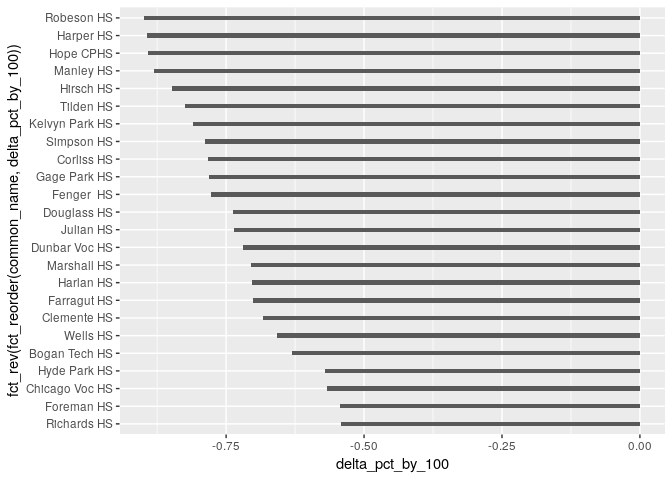 fct_rev(fct_reorder(common_name, delta_pct_by_100))
Robeson HS
Harper HS
Hope CPHS
Manley HS
Hirsch HS
Tilden HS
Kelvyn Park HS
Simpson HS
Corliss HS
Gage Park HS
Fenger  HS
Douglass HS
Julian HS
Dunbar Voc HS
Marshall HS
Harlan HS
Farragut HS
Clemente HS
Wells HS
Bogan Tech HS
Hyde Park HS
Chicago Voc HS
Foreman HS
Richards HS
-0.75 -0.50 -0.25 0.00
delta_pct_by_100